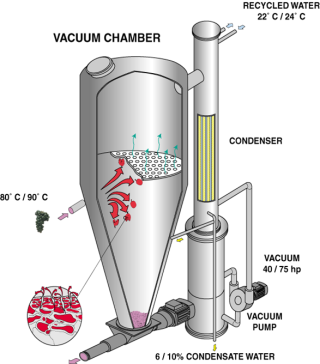 RECYCLED WATER
22˚ C / 24˚ C
VACUUM CHAMBER
CONDENSER
80˚ C / 90˚ C
VACUUM
40 / 75 hp
VACUUM
PUMP
6 / 10% CONDENSATE WATER